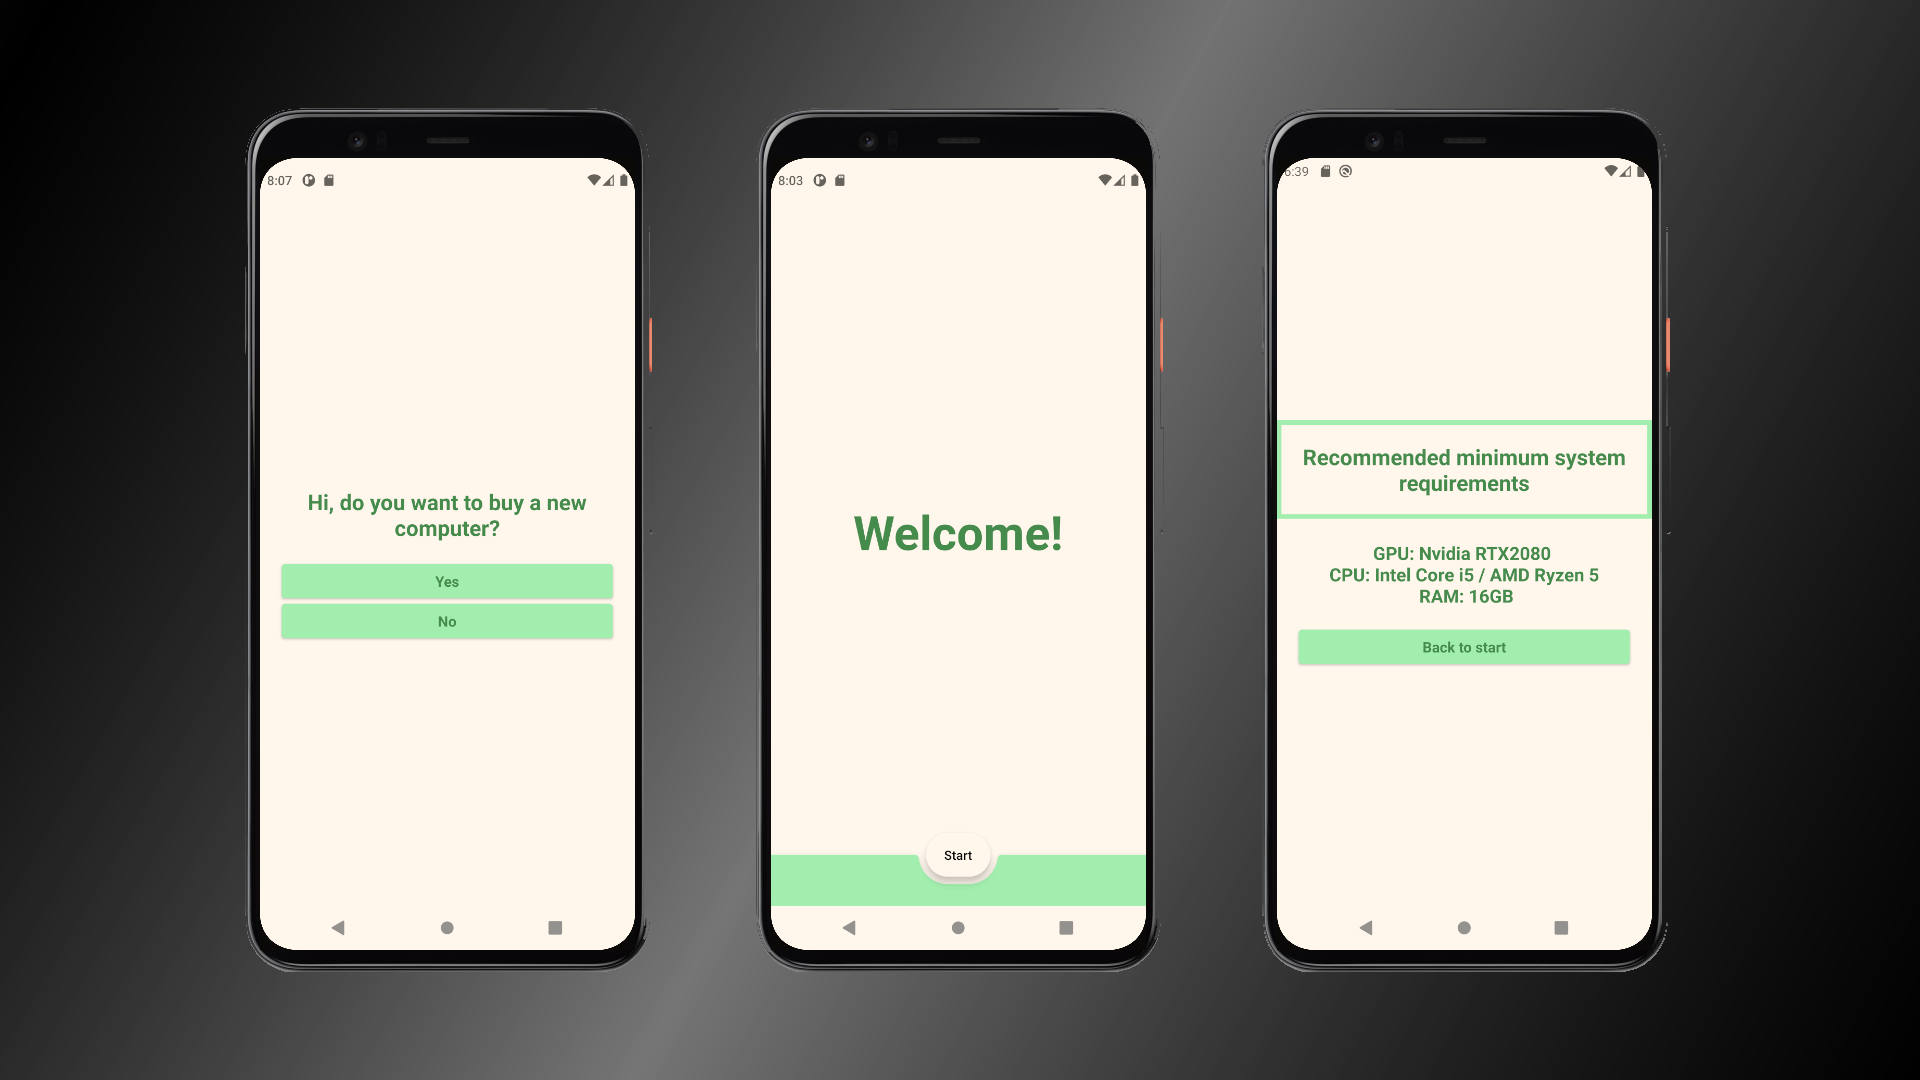 8:07
Hi, do you want to buy a new
computer?
Yes
No
8:03
Welcome!
Start
6:39
Recommended minimum system
requirements
GPU: Nvidia RTX2080
CPU: Intel Core i5 / AMD Ryzen 5
RAM: 16GB
Back to start